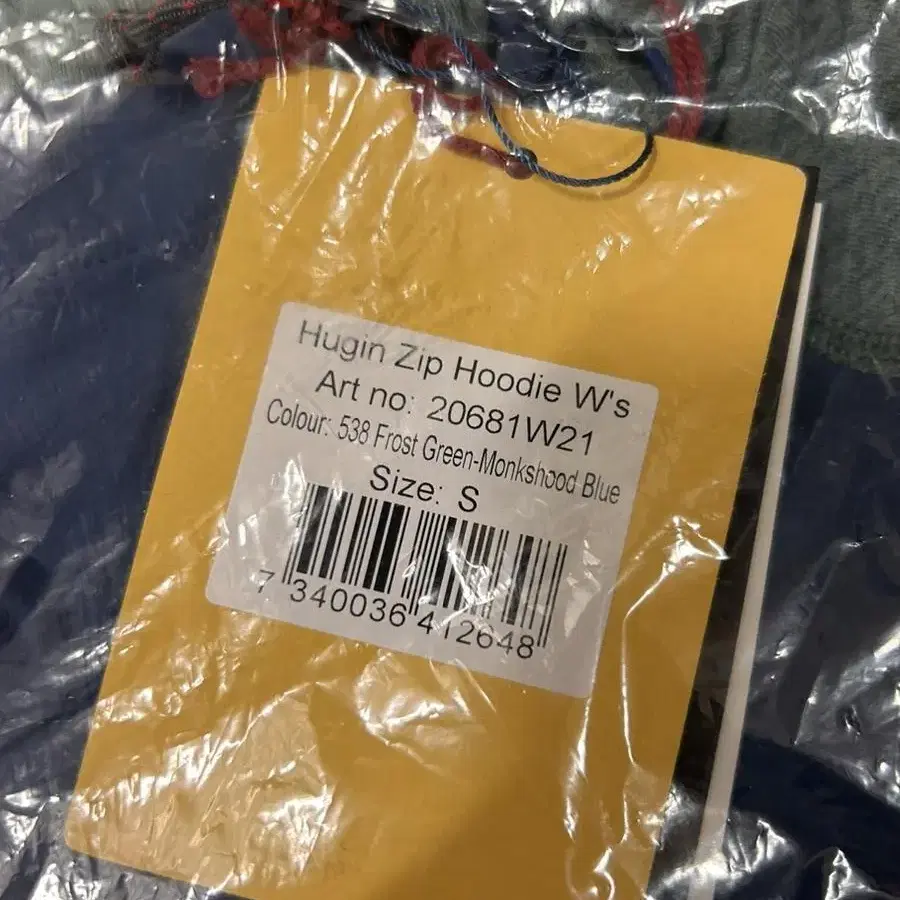 Hugin Zip Hoodie W's
Art no: 20681W21
Colour: 538 Frost Green-Monkshood Blue
Size: S
7 340036 412648